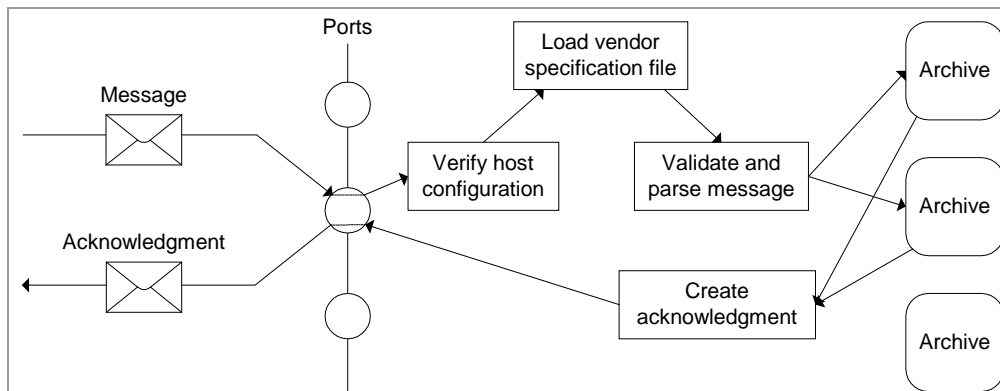 Ports
Load vendor
specification file
Archive
Message
Verify host
configuration
Validate and
parse message
Archive
Acknowledgment
Create
acknowledgment
Archive